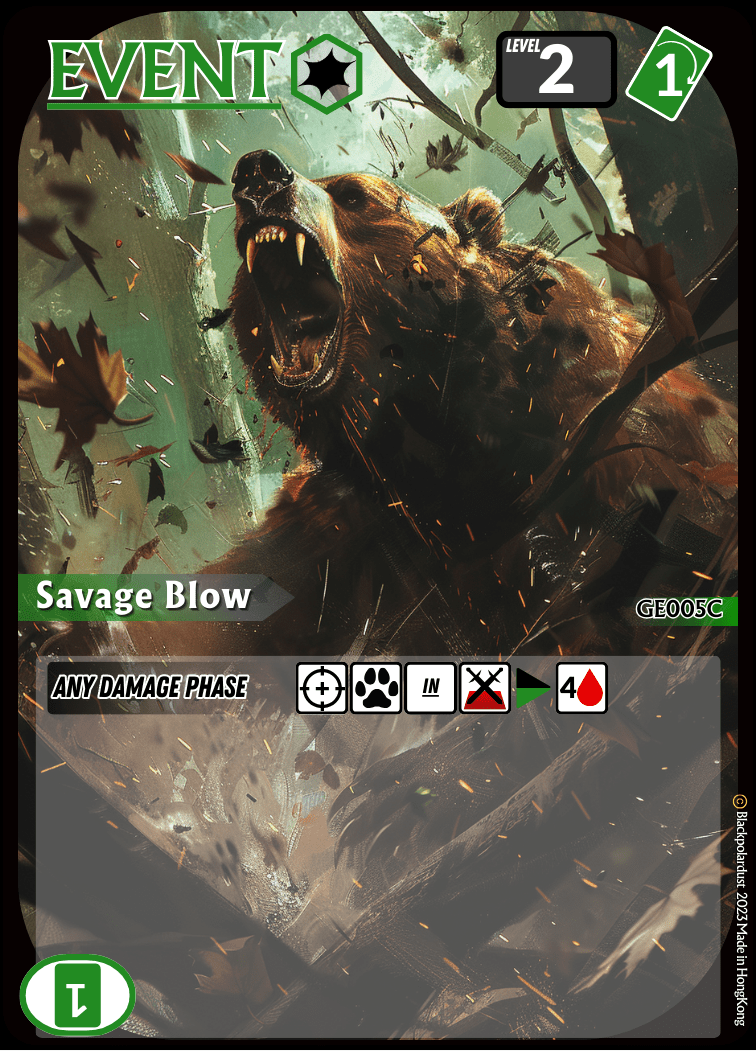 EVENT
LEVEL
2
1
Savage Blow
GE005C
ANY DAMAGE PHASE
IN
4
© Blackpolardust 2023 Made in HongKong
1